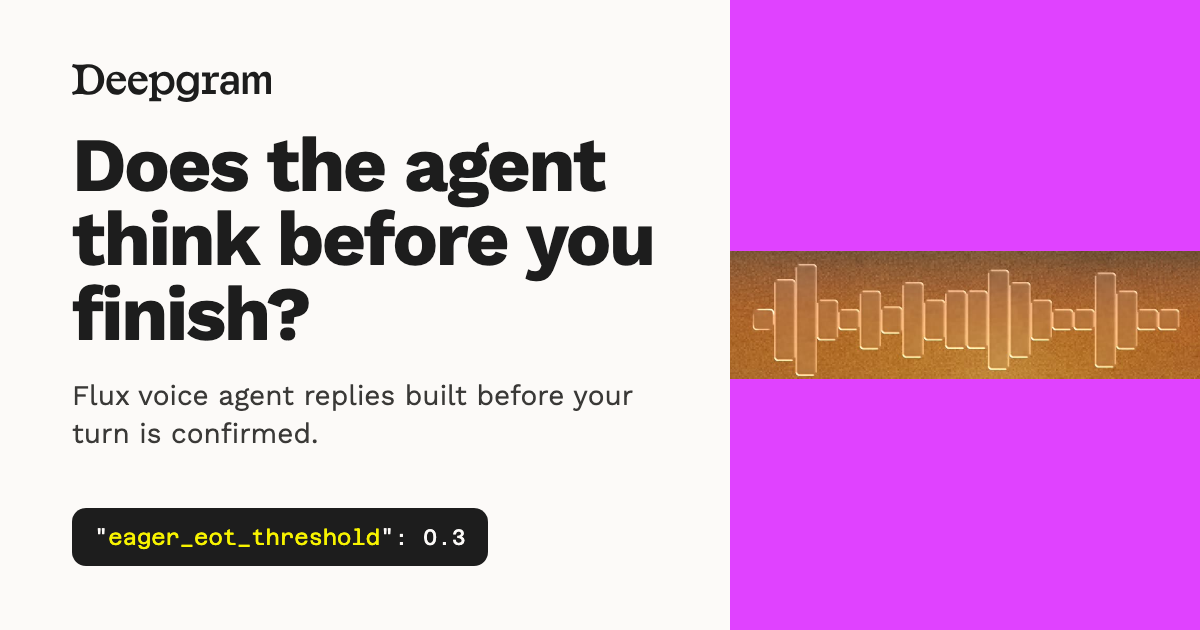 Deepgram
Does the agent
think before you
finish?
Flux voice agent replies built before your
turn is confirmed.
"eager_eot_threshold": 0.3